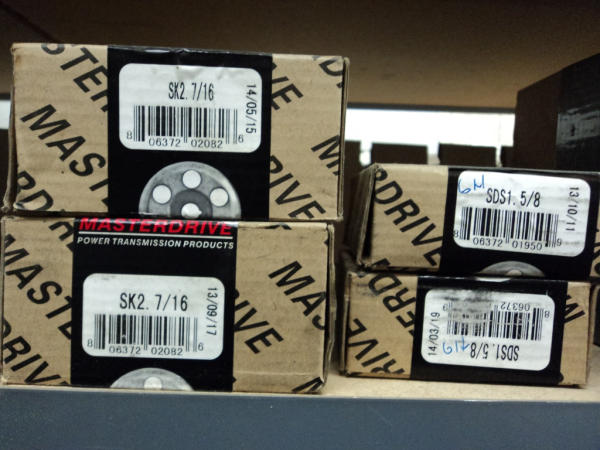 MASTERDRIVE
SK2. 7/16
14/05/15
8 06372 02082 6
MASTERDRIVE
POWER TRANSMISSION PRODUCTS
SK2. 7/16
13/09/17
8 06372 02082 6
MASTERDRIVE
6M
SDS1. 5/8
13/10/11
8 06372 01950 9
MASTERDRIVE
SDS1. 5/8
14/03/19
06372